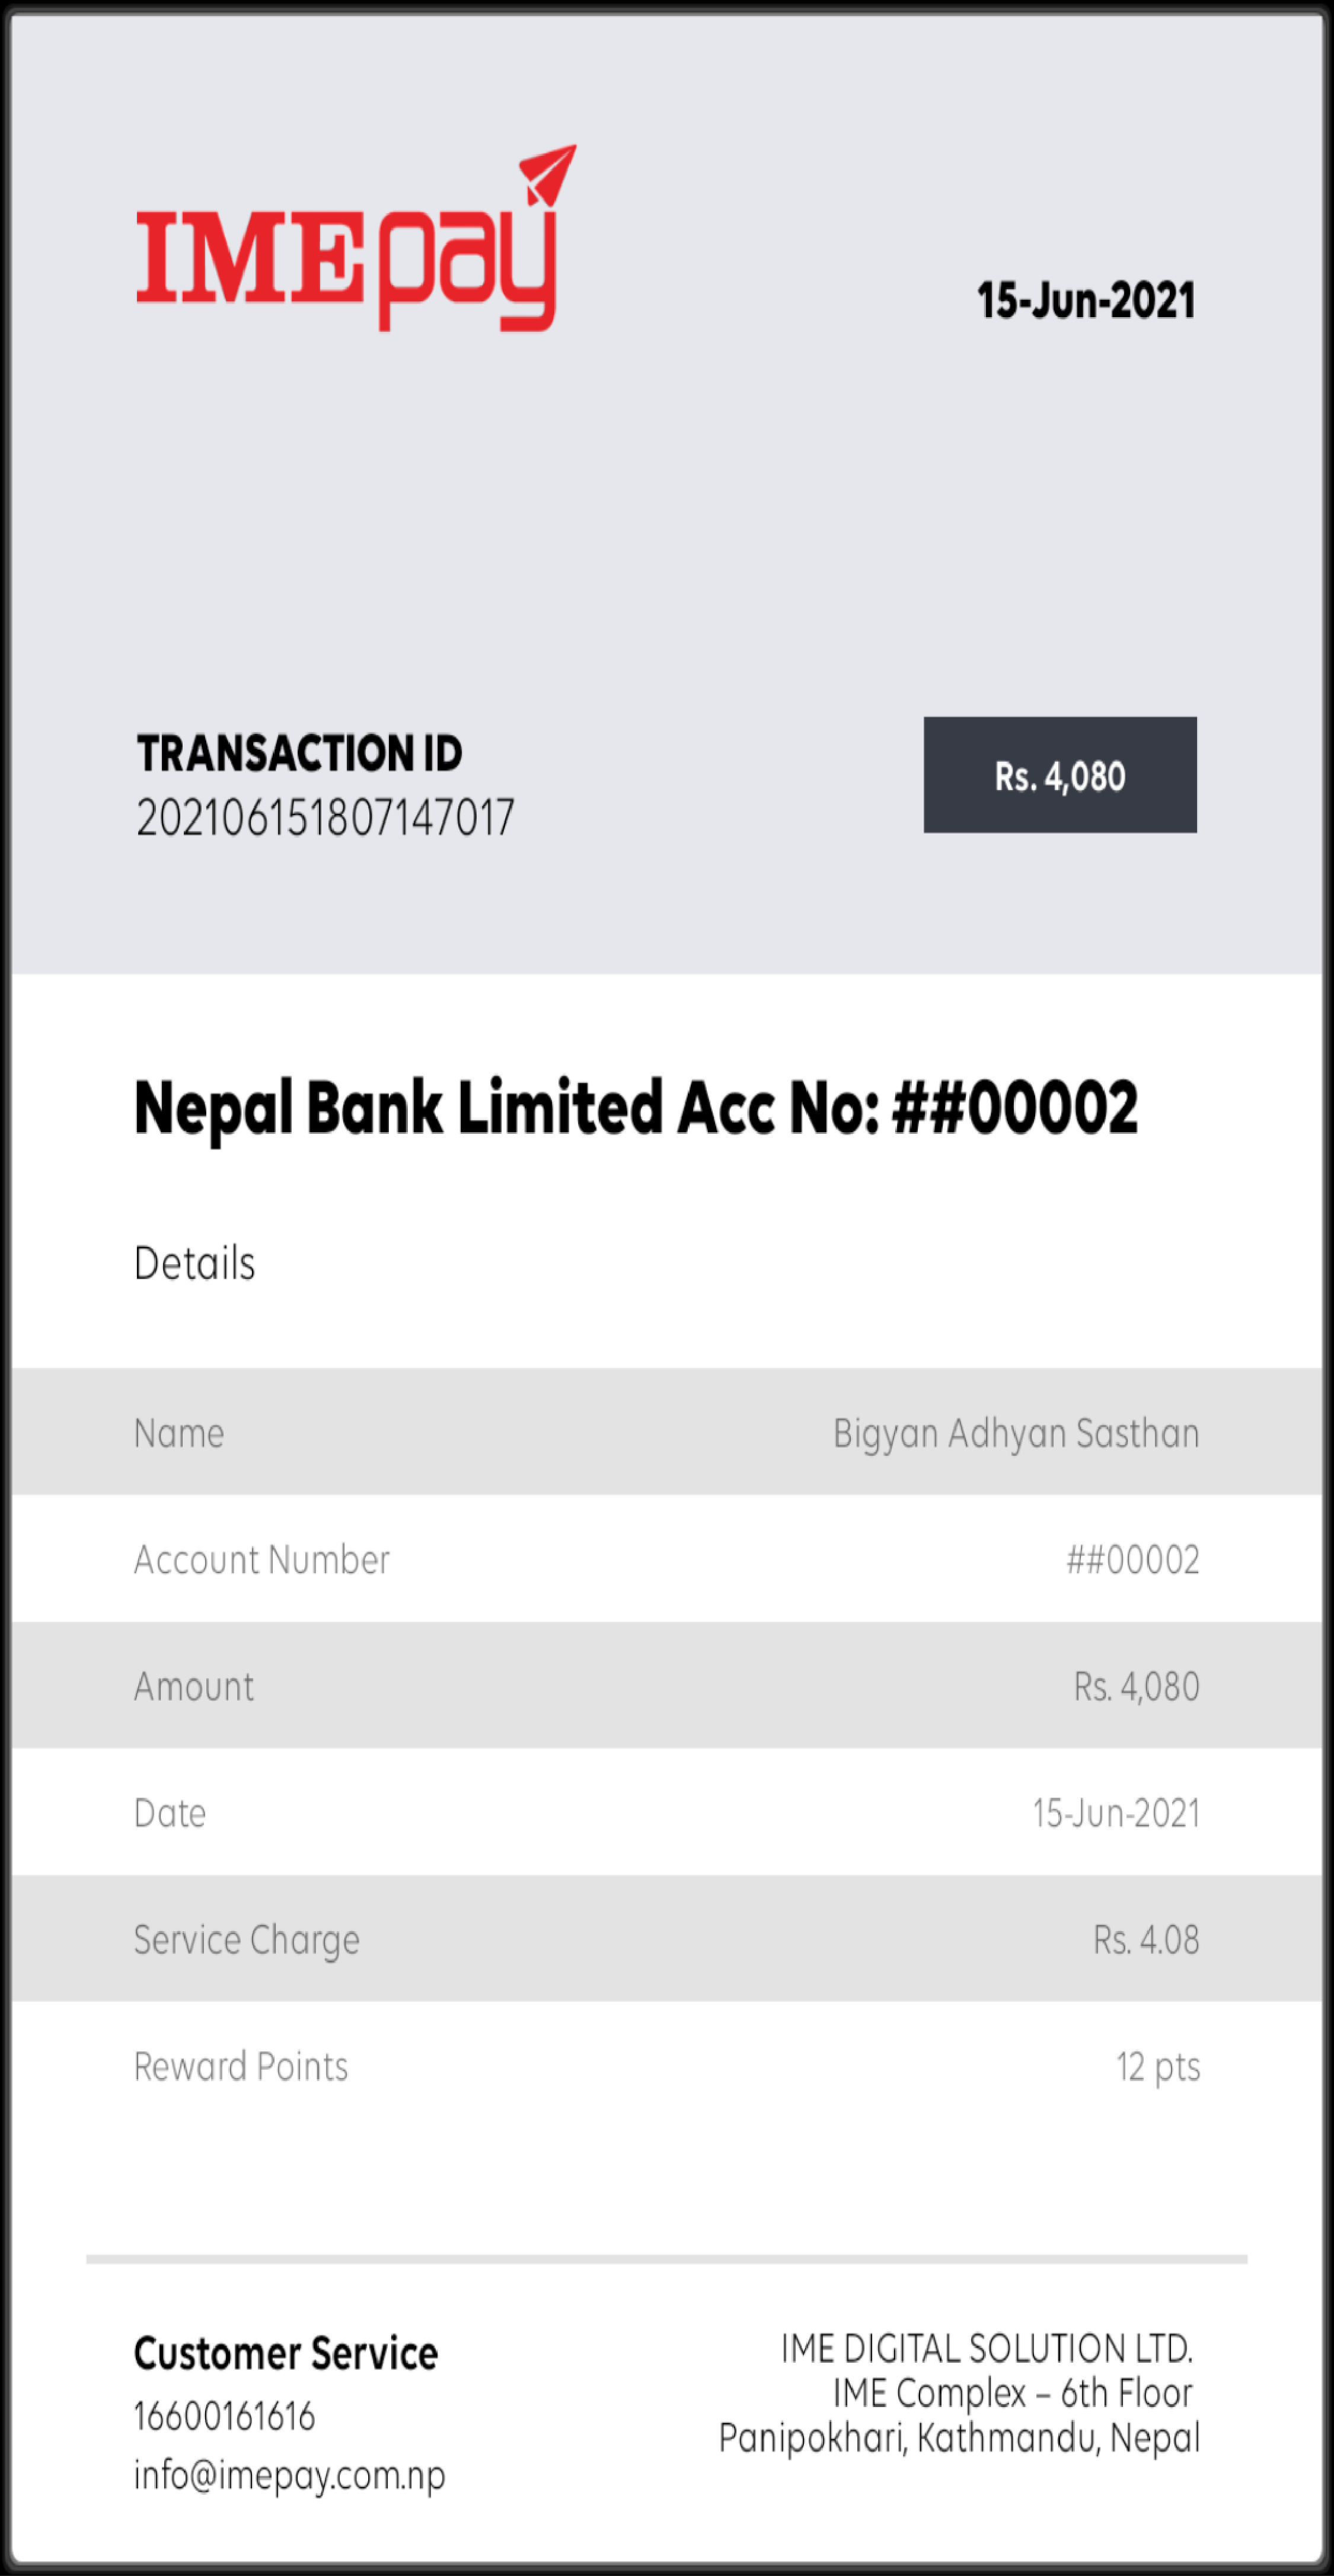 IMEpay
15-Jun-2021
TRANSACTION ID
202106151807147017
Rs. 4,080
Nepal Bank Limited Acc No: ##00002
Details
Name Bigyan Adhyan Sasthan
Account Number ##00002
Amount Rs. 4,080
Date 15-Jun-2021
Service Charge Rs. 4.08
Reward Points 12 pts
Customer Service
16600161616
info@imepay.com.np
IME DIGITAL SOLUTION LTD.
IME Complex – 6th Floor
Panipokhari, Kathmandu, Nepal